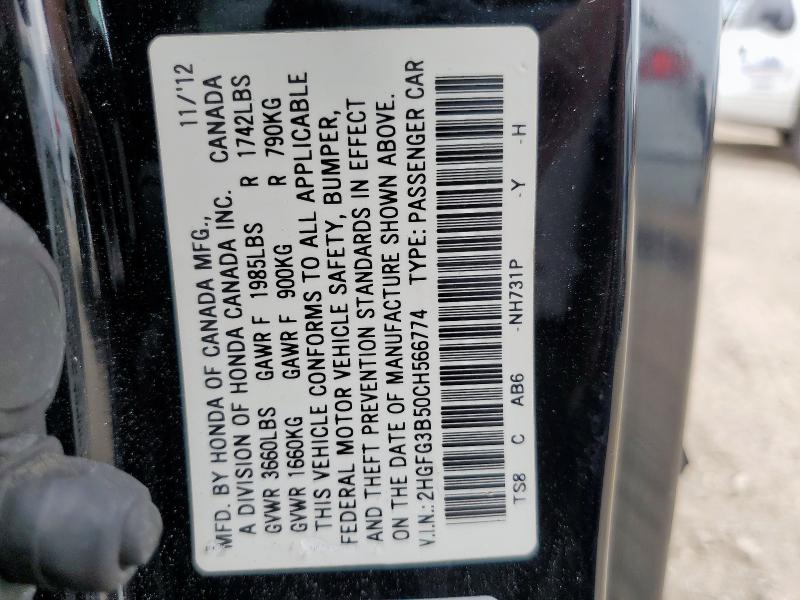 11/'12
MFD. BY HONDA OF CANADA MFG.,
A DIVISION OF HONDA CANADA INC. CANADA
GVWR 3660LBS GAWR F 1985LBS R 1742LBS
GVWR 1660KG GAWR F 900KG R 790KG
THIS VEHICLE CONFORMS TO ALL APPLICABLE
FEDERAL MOTOR VEHICLE SAFETY, BUMPER,
AND THEFT PREVENTION STANDARDS IN EFFECT
ON THE DATE OF MANUFACTURE SHOWN ABOVE.
V.I.N.: 2HGFG3B50CH566774 TYPE: PASSENGER CAR
TS8 C AB6 -NH731P -Y -H